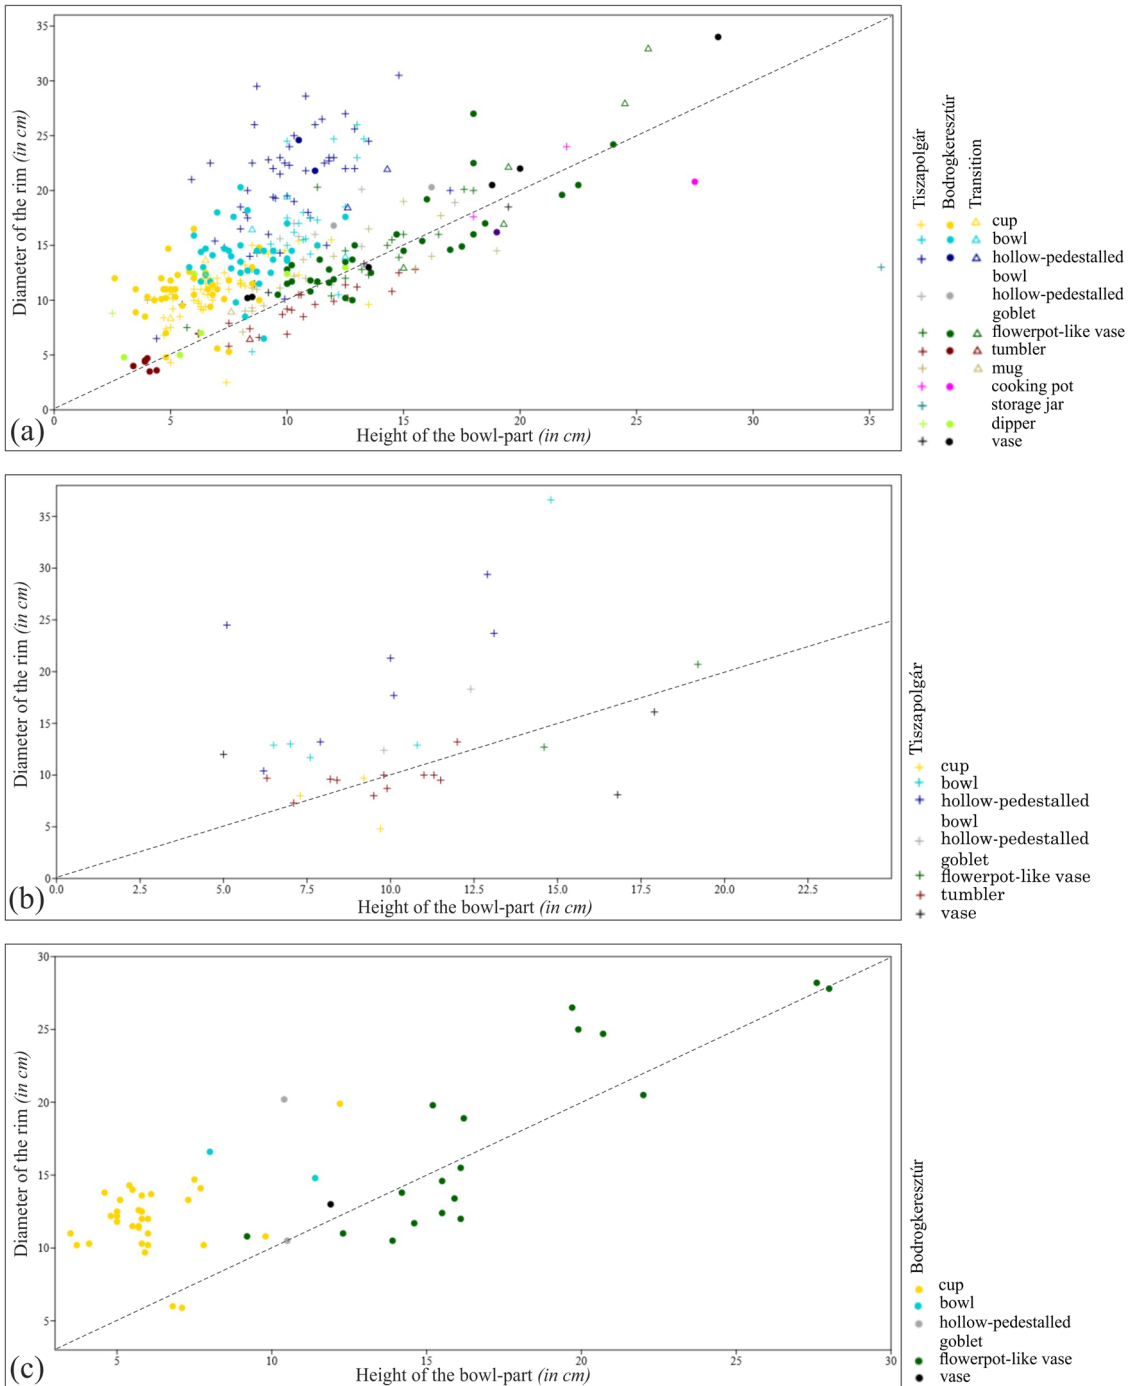 35
30
25
20
15
10
5
0
0 5 10 15 20 25 30 35
Diameter of the rim (in cm)
Height of the bowl-part (in cm)
(a)
Tiszapolgár
Bodrogkeresztúr
Transition
cup
bowl
hollow-pedestalled
bowl
hollow-pedestalled
goblet
flowerpot-like vase
tumbler
mug
cooking pot
storage jar
dipper
vase
35
30
25
20
15
10
5
0
0.0 2.5 5.0 7.5 10.0 12.5 15.0 17.5 20.0 22.5
Diameter of the rim (in cm)
Height of the bowl-part (in cm)
(b)
Tiszapolgár
cup
bowl
hollow-pedestalled
bowl
hollow-pedestalled
goblet
flowerpot-like vase
tumbler
vase
30
25
20
15
10
5
5 10 15 20 25 30
Diameter of the rim (in cm)
Height of the bowl-part (in cm)
(c)
Bodrogkeresztúr
cup
bowl
hollow-pedestalled
goblet
flowerpot-like vase
vase